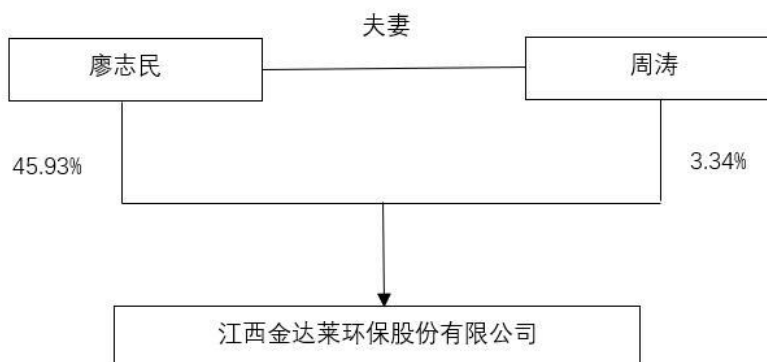 夫妻
廖志民
周涛
45.93%
3.34%
江西金达莱环保股份有限公司